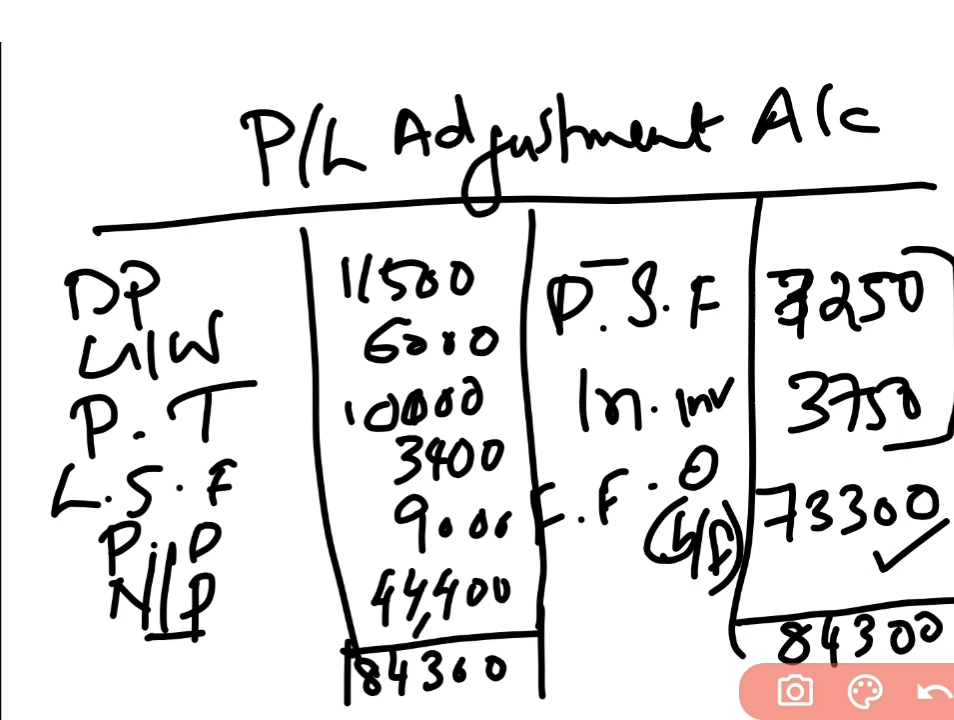 P/L Adjustment A/c
DP 11500 P.S.F 7250
U/W 6000
P.T 10000 In. Inv 3750
L.S.F 3400
P.P 9000 F.F.O (b/f) 73300
N/P 44,400
84300 84300